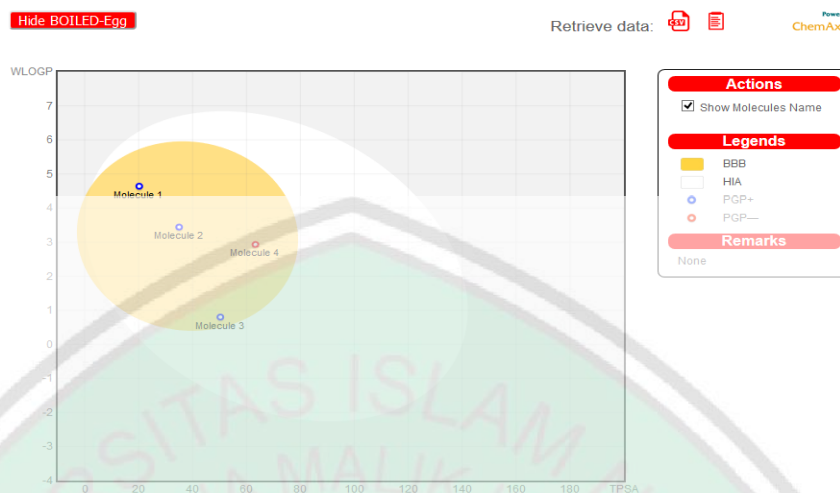 Hide BOILED-Egg
Retrieve data:
CSV
Powe
ChemAx
WLOGP
7
6
5
4
3
2
1
0
-1
-2
-3
-4
0 20 40 60 80 100 120 140 160 180 TPSA
Molecule 1
Molecule 2
Molecule 4
Molecule 3
Actions
Show Molecules Name
Legends
BBB
HIA
PGP+
PGP—
Remarks
None
SITAS ISLAM
A MALIK